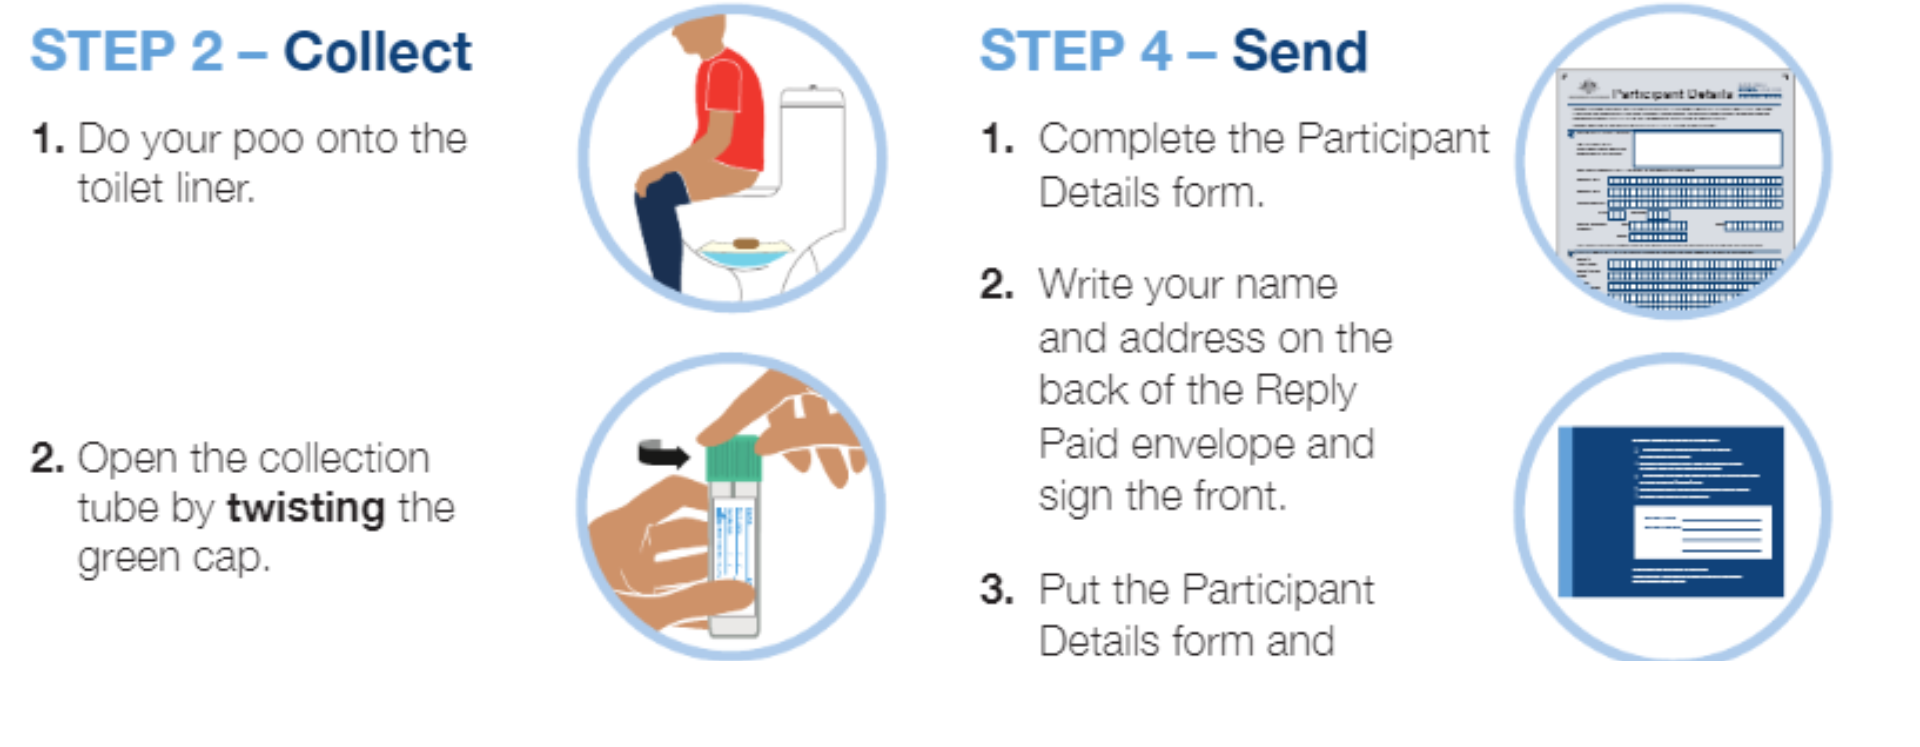 STEP 2 – Collect
1. Do your poo onto the
toilet liner.
2. Open the collection
tube by twisting the
green cap.
STEP 4 – Send
1. Complete the Participant
Details form.
2. Write your name
and address on the
back of the Reply
Paid envelope and
sign the front.
3. Put the Participant
Details form and
Participant Details